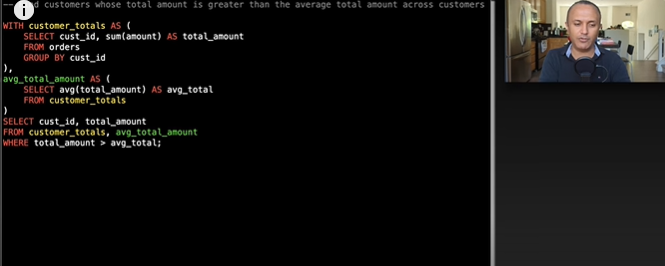 customers whose total amount is greater than the average total amount across customers
WITH customer_totals AS (
SELECT cust_id, sum(amount) AS total_amount
FROM orders
GROUP BY cust_id
),
avg_total_amount AS (
SELECT avg(total_amount) AS avg_total
FROM customer_totals
)
SELECT cust_id, total_amount
FROM customer_totals, avg_total_amount
WHERE total_amount > avg_total;